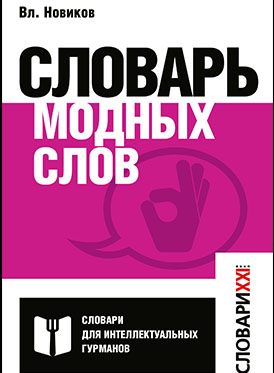 Вл. Новиков
СЛОВАРЬ
МОДНЫХ
СЛОВ
СЛОВАРИ
ДЛЯ ИНТЕЛЛЕКТУАЛЬНЫХ
ГУРМАНОВ
СЛОВАРИ XXI